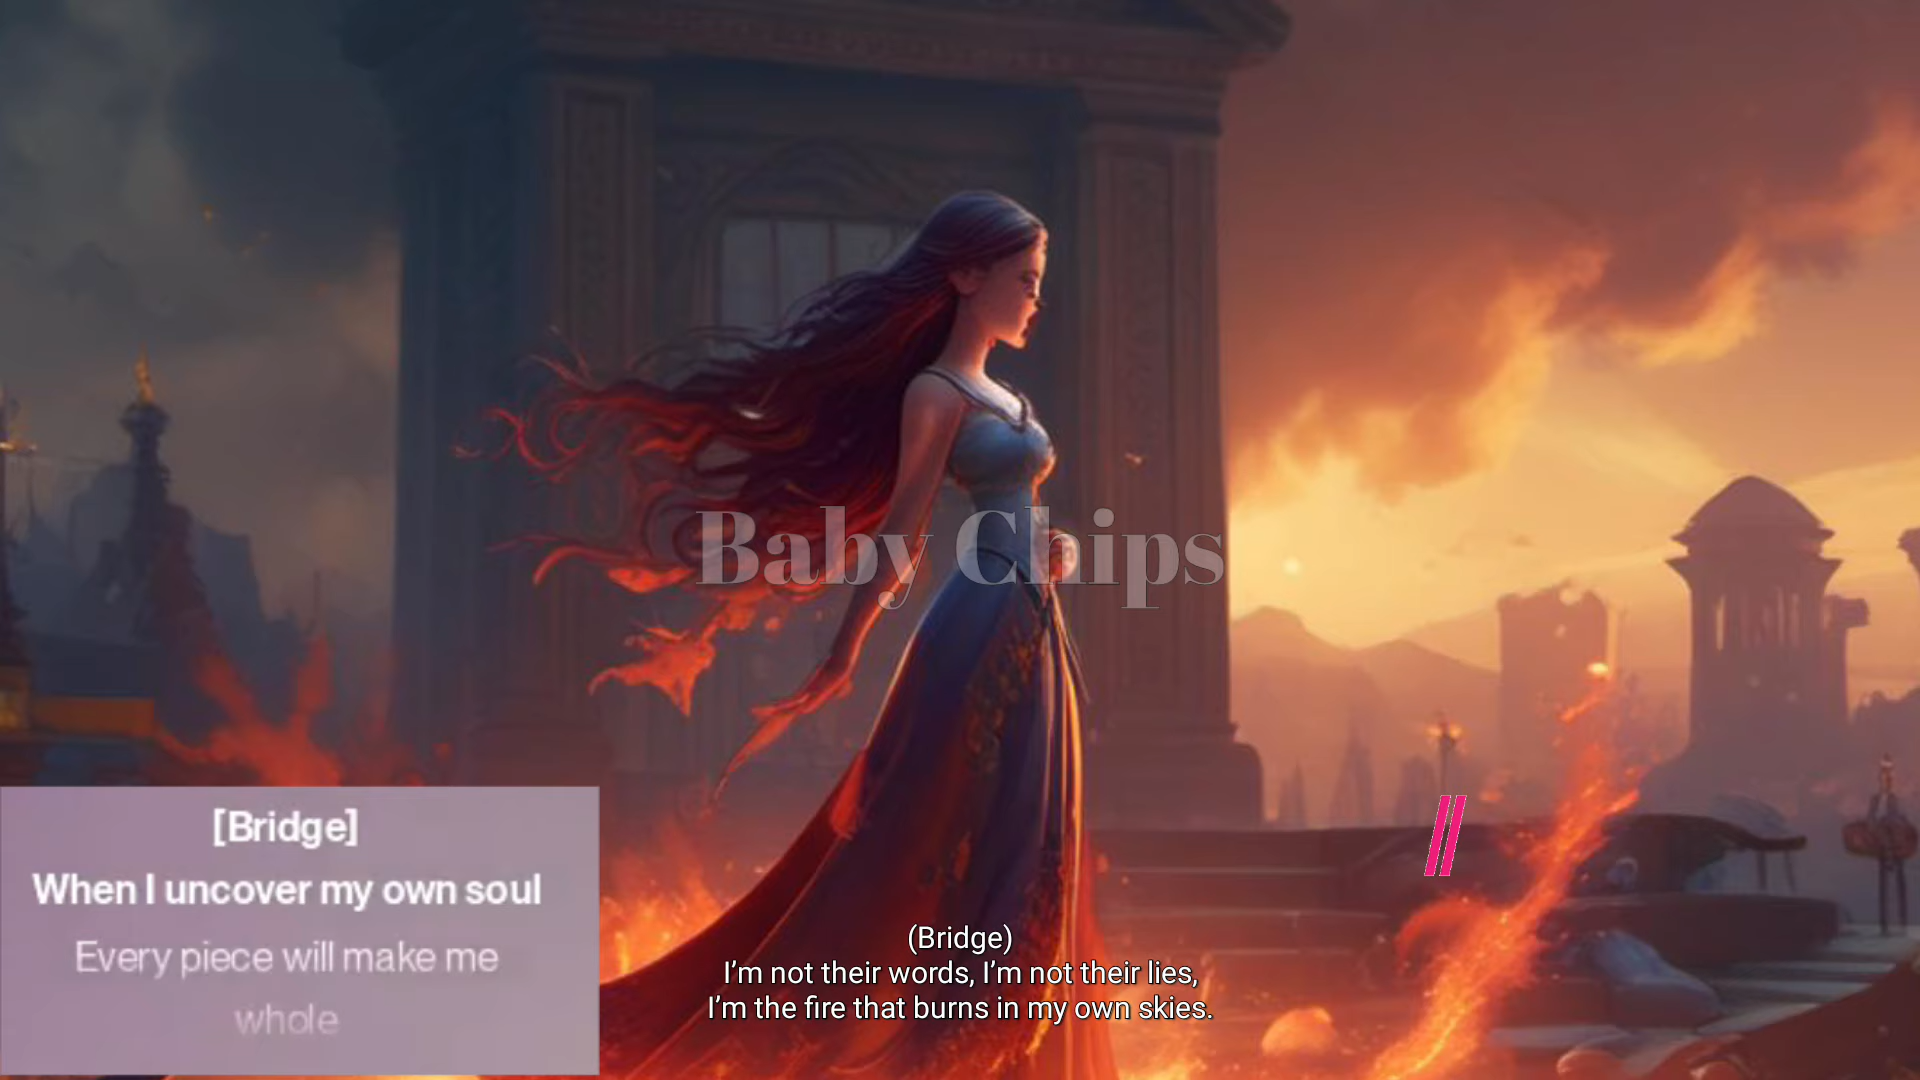 Baby Chips
[Bridge]
When I uncover my own soul
Every piece will make me
whole
(Bridge)
I’m not their words, I’m not their lies,
I’m the fire that burns in my own skies.